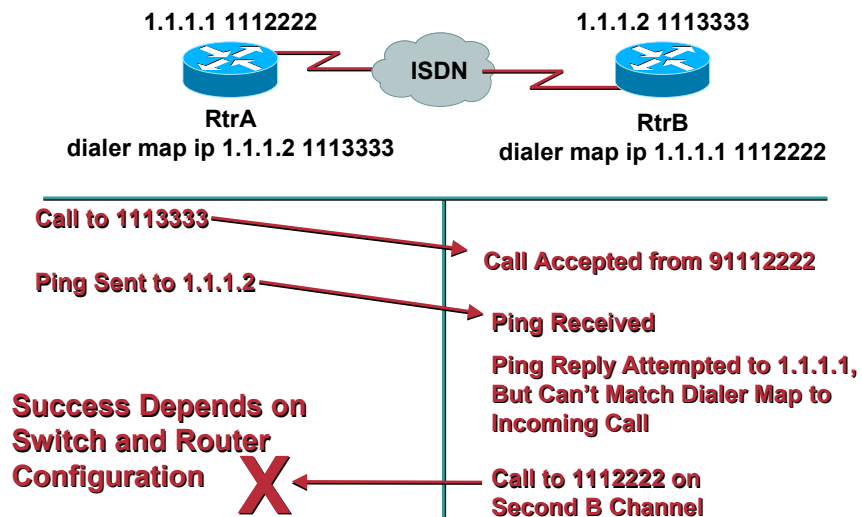 1.1.1.1 1112222
1.1.1.2 1113333
ISDN
RtrA
dialer map ip 1.1.1.2 1113333
RtrB
dialer map ip 1.1.1.1 1112222
Call to 1113333
Call Accepted from 91112222
Ping Sent to 1.1.1.2
Ping Received
Ping Reply Attempted to 1.1.1.1,
But Can't Match Dialer Map to
Incoming Call
Success Depends on
Switch and Router
Configuration
X
Call to 1112222 on
Second B Channel